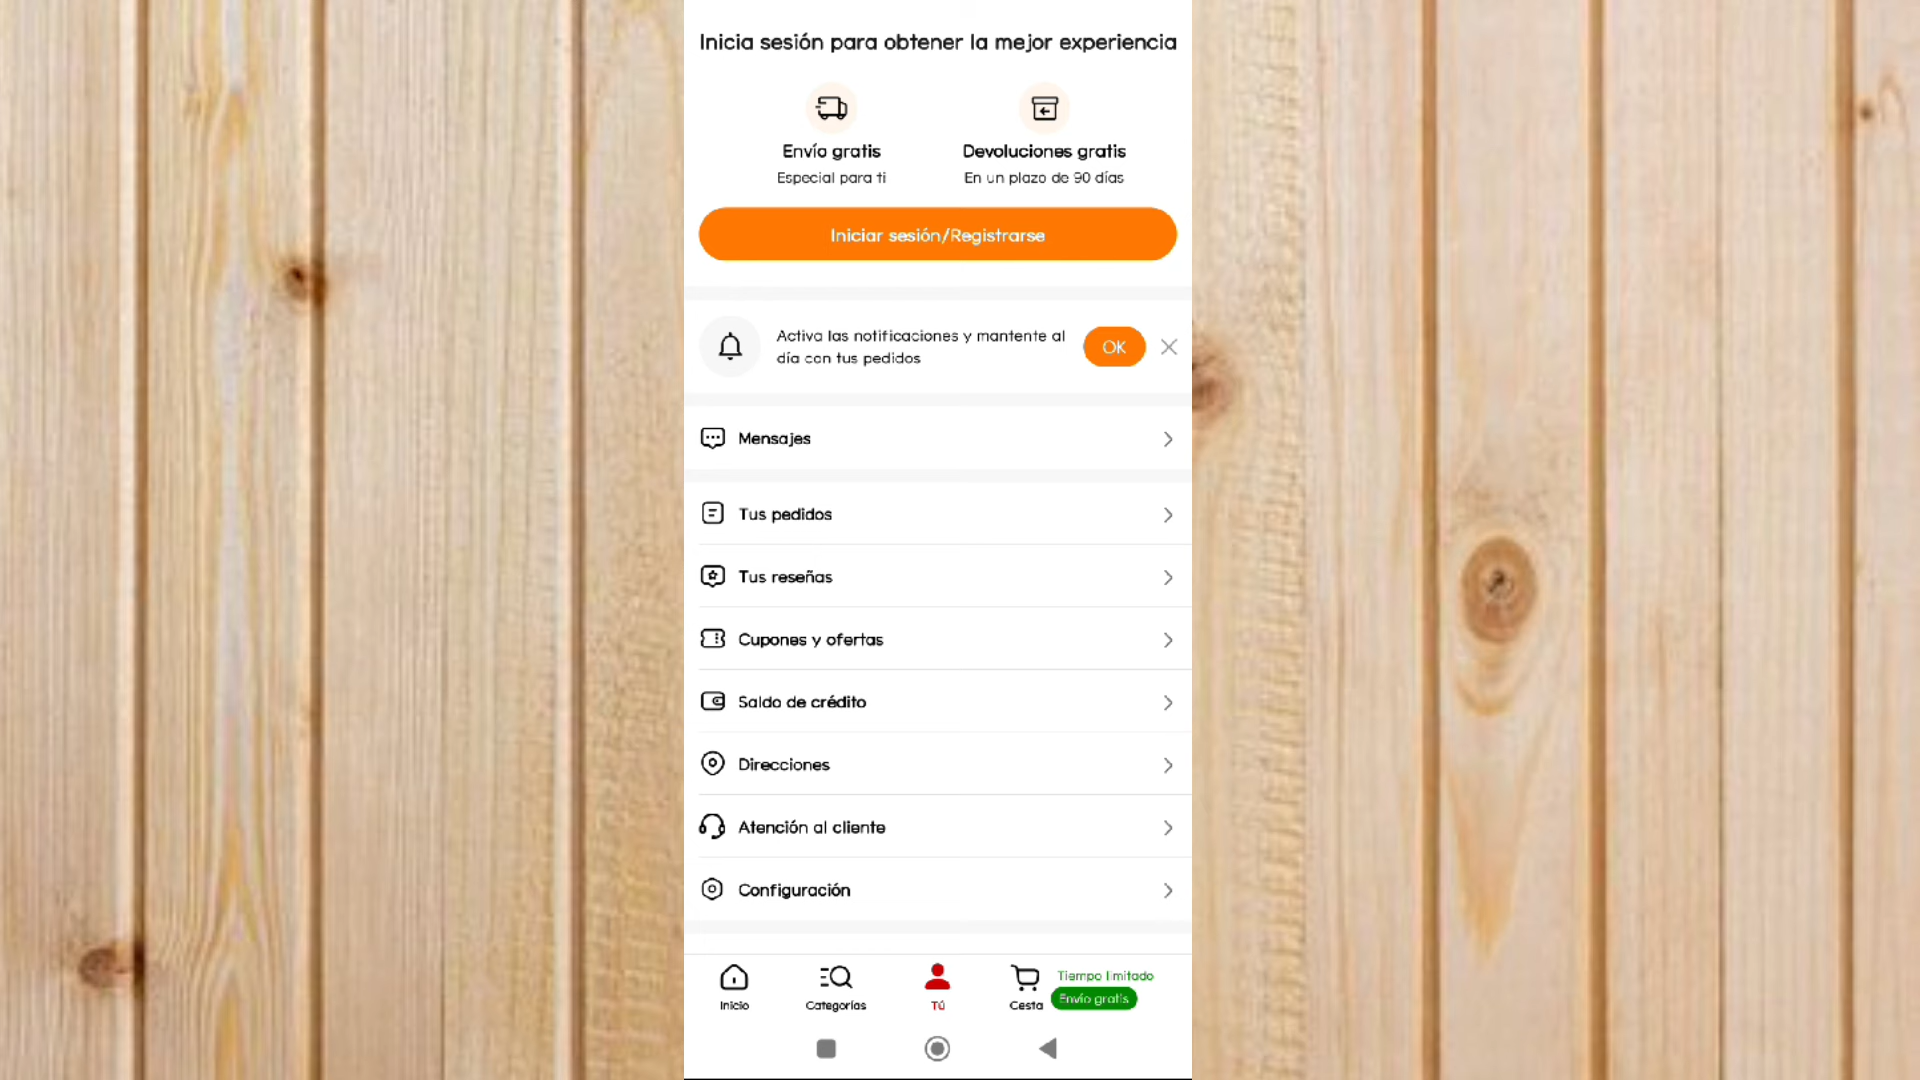 Inicia sesión para obtener la mejor experiencia
Envío gratis
Especial para ti
Devoluciones gratis
En un plazo de 90 días
Iniciar sesión/Registrarse
Activa las notificaciones y mantente al
día con tus pedidos
OK
Mensajes
Tus pedidos
Tus reseñas
Cupones y ofertas
Saldo de crédito
Direcciones
Atención al cliente
Configuración
Inicio
Categorías
Tú
Cesta
Tiempo limitado
Envío gratis